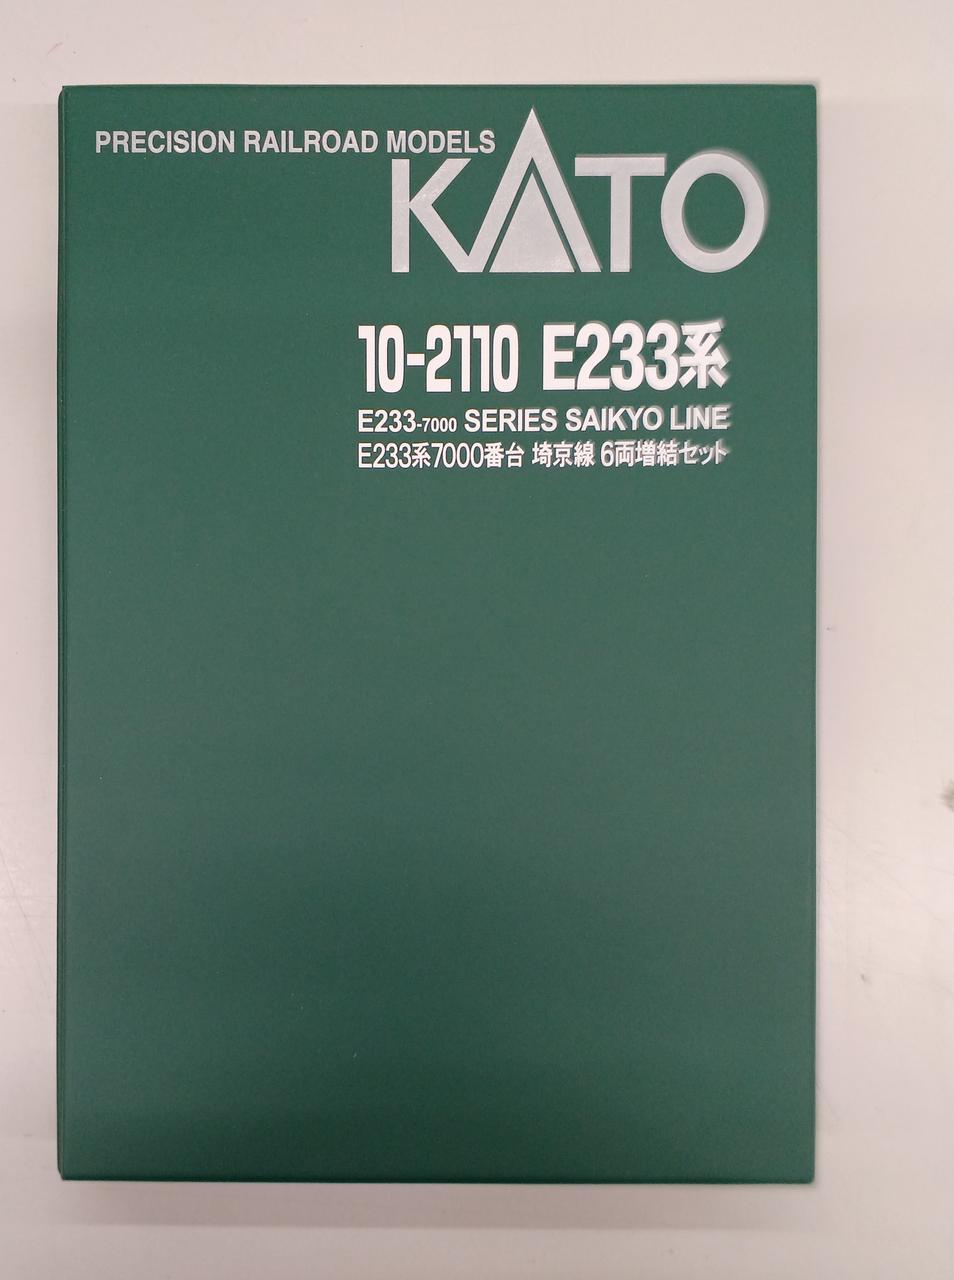 PRECISION RAILROAD MODELS
KATO
10-2110 E233系
E233-7000 SERIES SAIKYO LINE
E233系7000番台 埼京線 6両増結セット